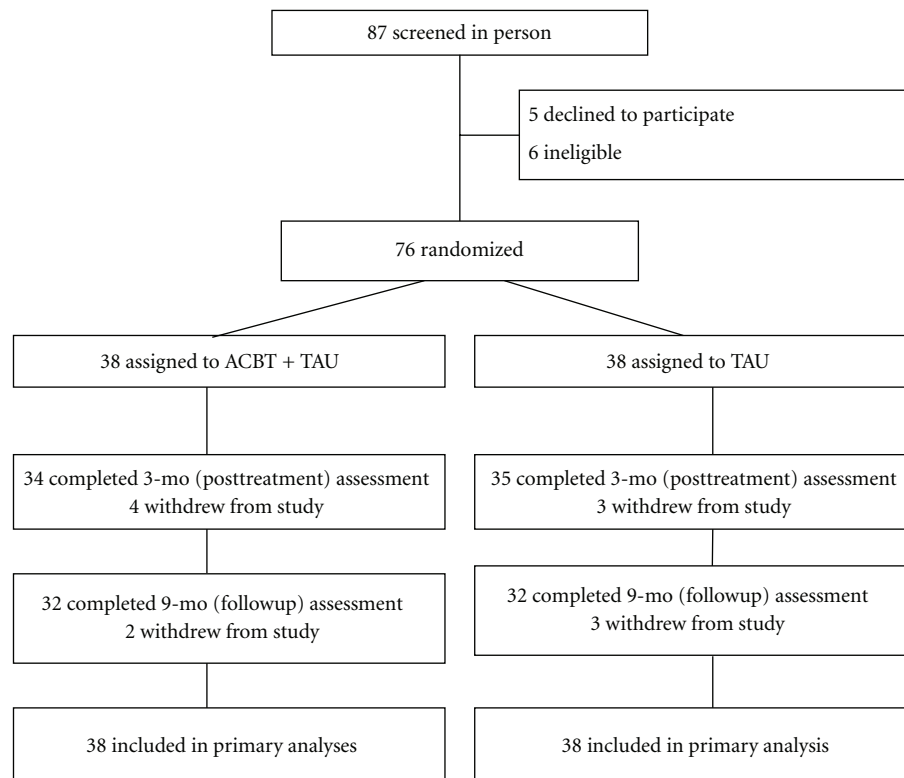 87 screened in person
5 declined to participate
6 ineligible
76 randomized
38 assigned to ACBT + TAU
38 assigned to TAU
34 completed 3-mo (posttreatment) assessment
4 withdrew from study
35 completed 3-mo (posttreatment) assessment
3 withdrew from study
32 completed 9-mo (followup) assessment
2 withdrew from study
32 completed 9-mo (followup) assessment
3 withdrew from study
38 included in primary analyses
38 included in primary analysis